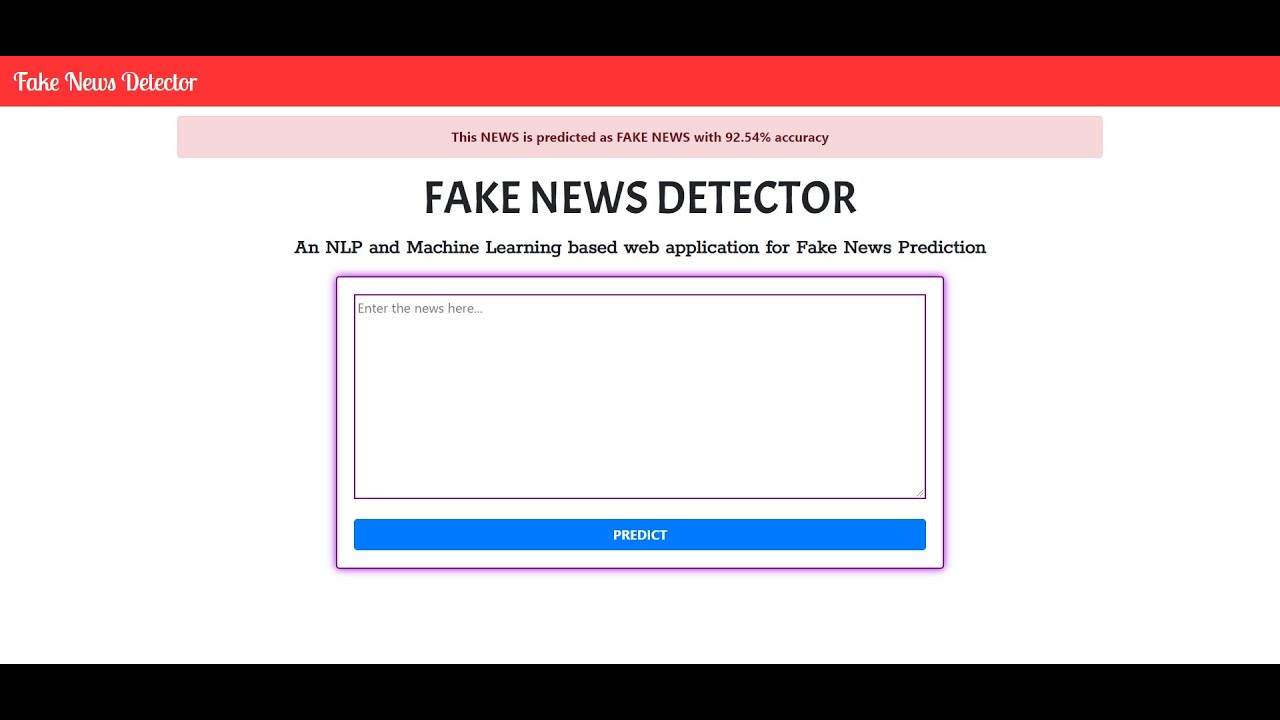 Fake News Detector
This NEWS is predicted as FAKE NEWS with 92.54% accuracy
FAKE NEWS DETECTOR
An NLP and Machine Learning based web application for Fake News Prediction
Enter the news here...
PREDICT